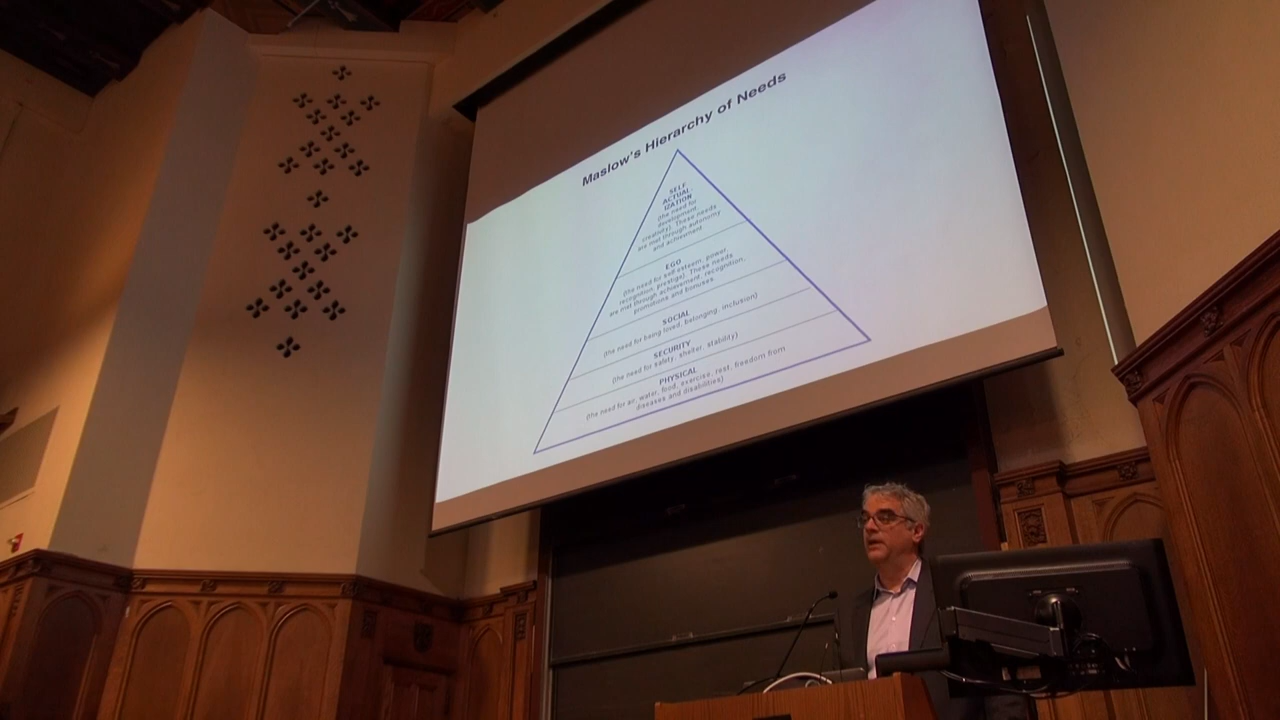 Maslow's Hierarchy of Needs
SELF
ACTUAL-
IZATION
(the need for
development,
creativity). These needs
are met through autonomy
and achievment
EGO
(the need for self esteem, power,
recognition, prestige). These needs
are met through achievement, recognition,
promotions and bonuses
SOCIAL
(the need for being loved, belonging, inclusion)
SECURITY
(the need for safety, shelter, stability)
PHYSICAL
(the need for air, water, food, exercise, rest, freedom from
diseases and disabilities)